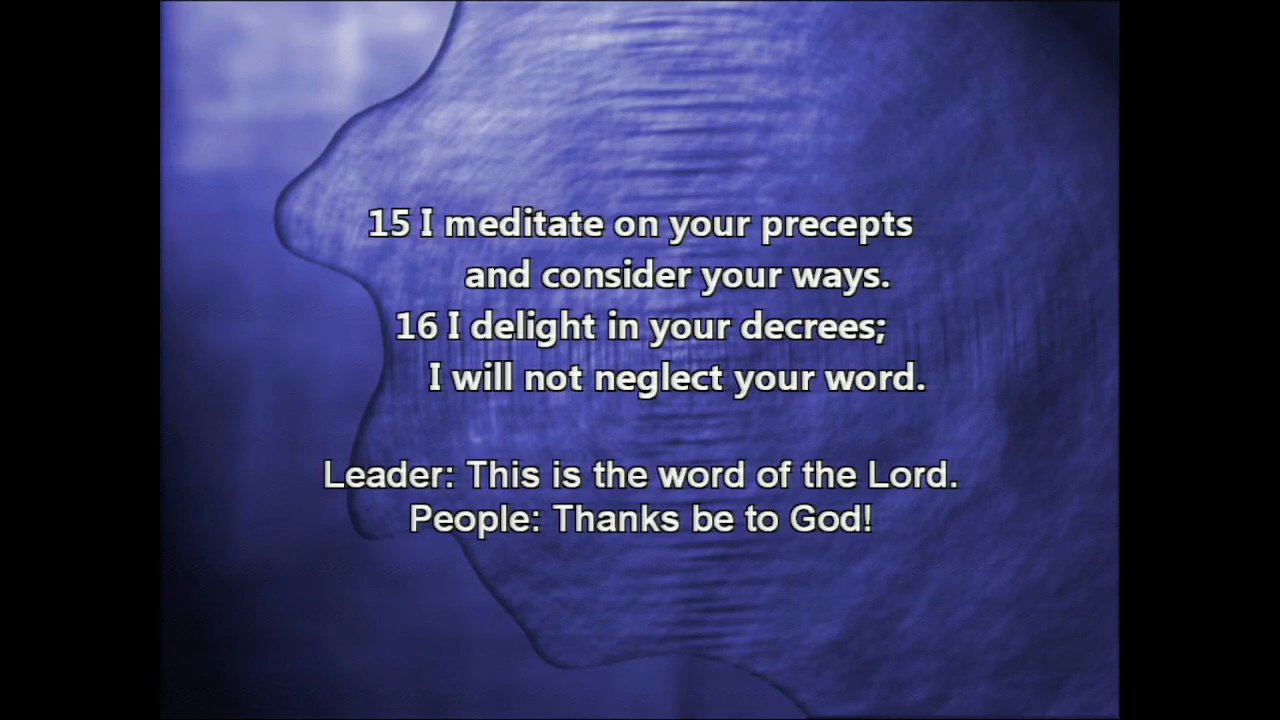 15 I meditate on your precepts
and consider your ways.
16 I delight in your decrees;
I will not neglect your word.
Leader: This is the word of the Lord.
People: Thanks be to God!